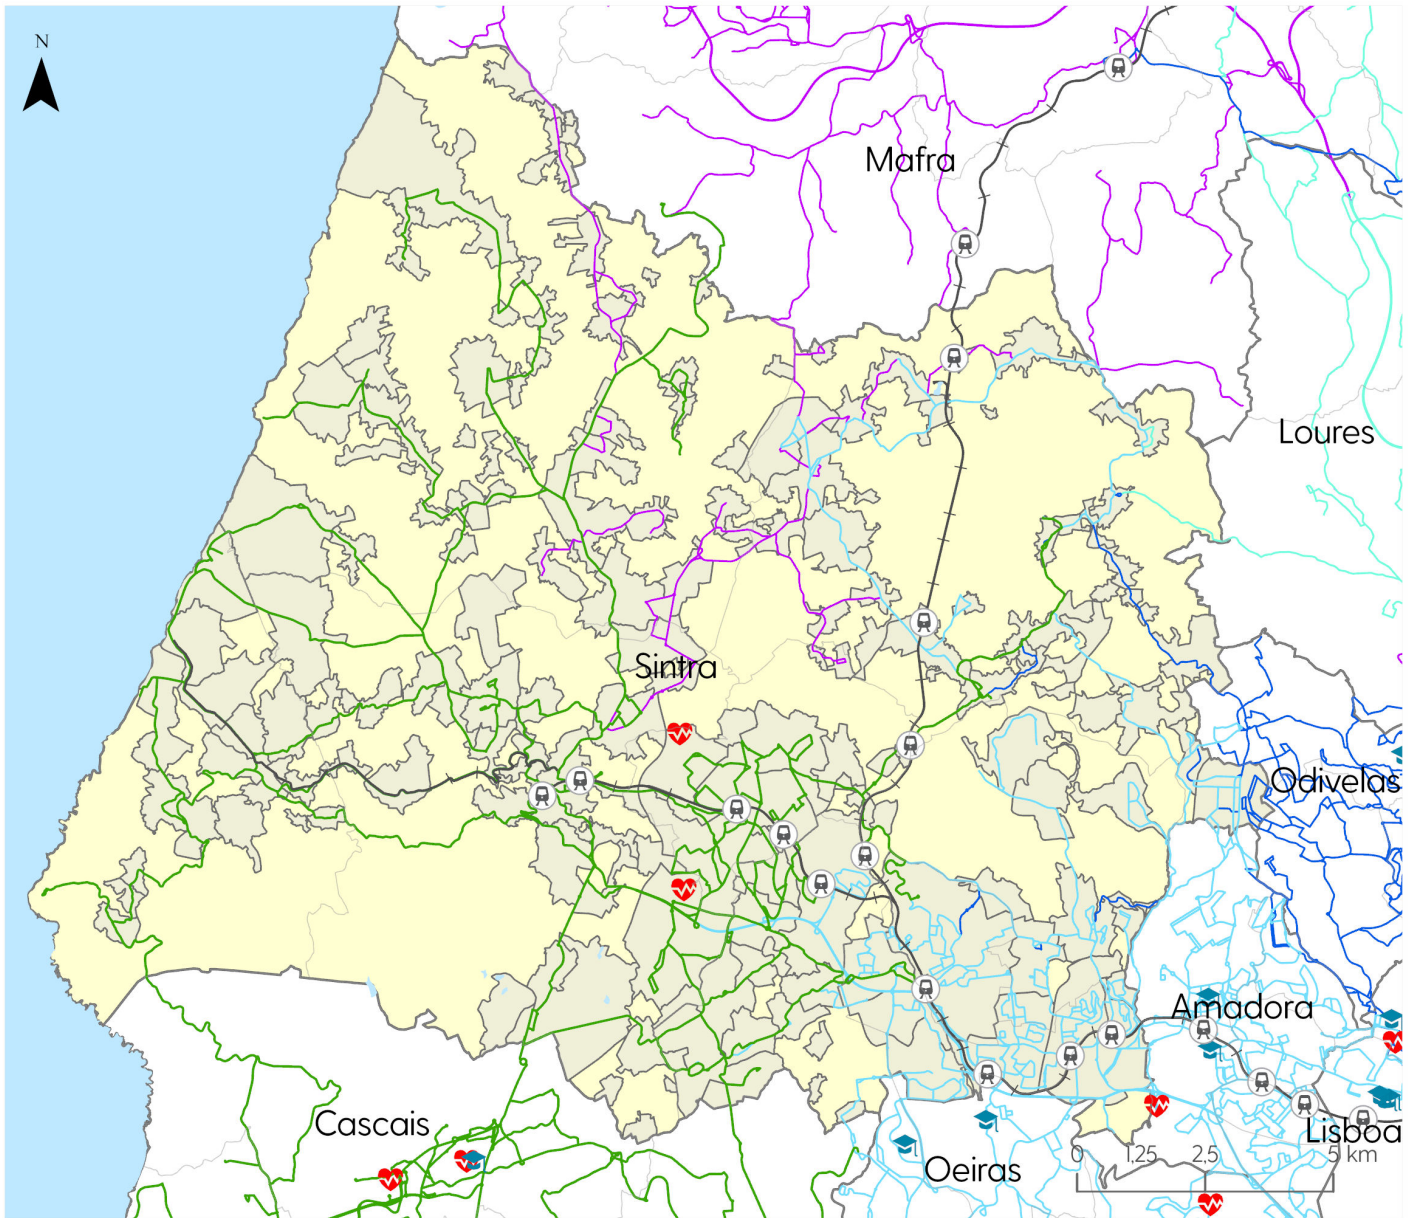 N
Mafra
Loures
Sintra
Odivelas
Amadora
Cascais
Lisboa
Oeiras
0 1,25 2,5 5 km